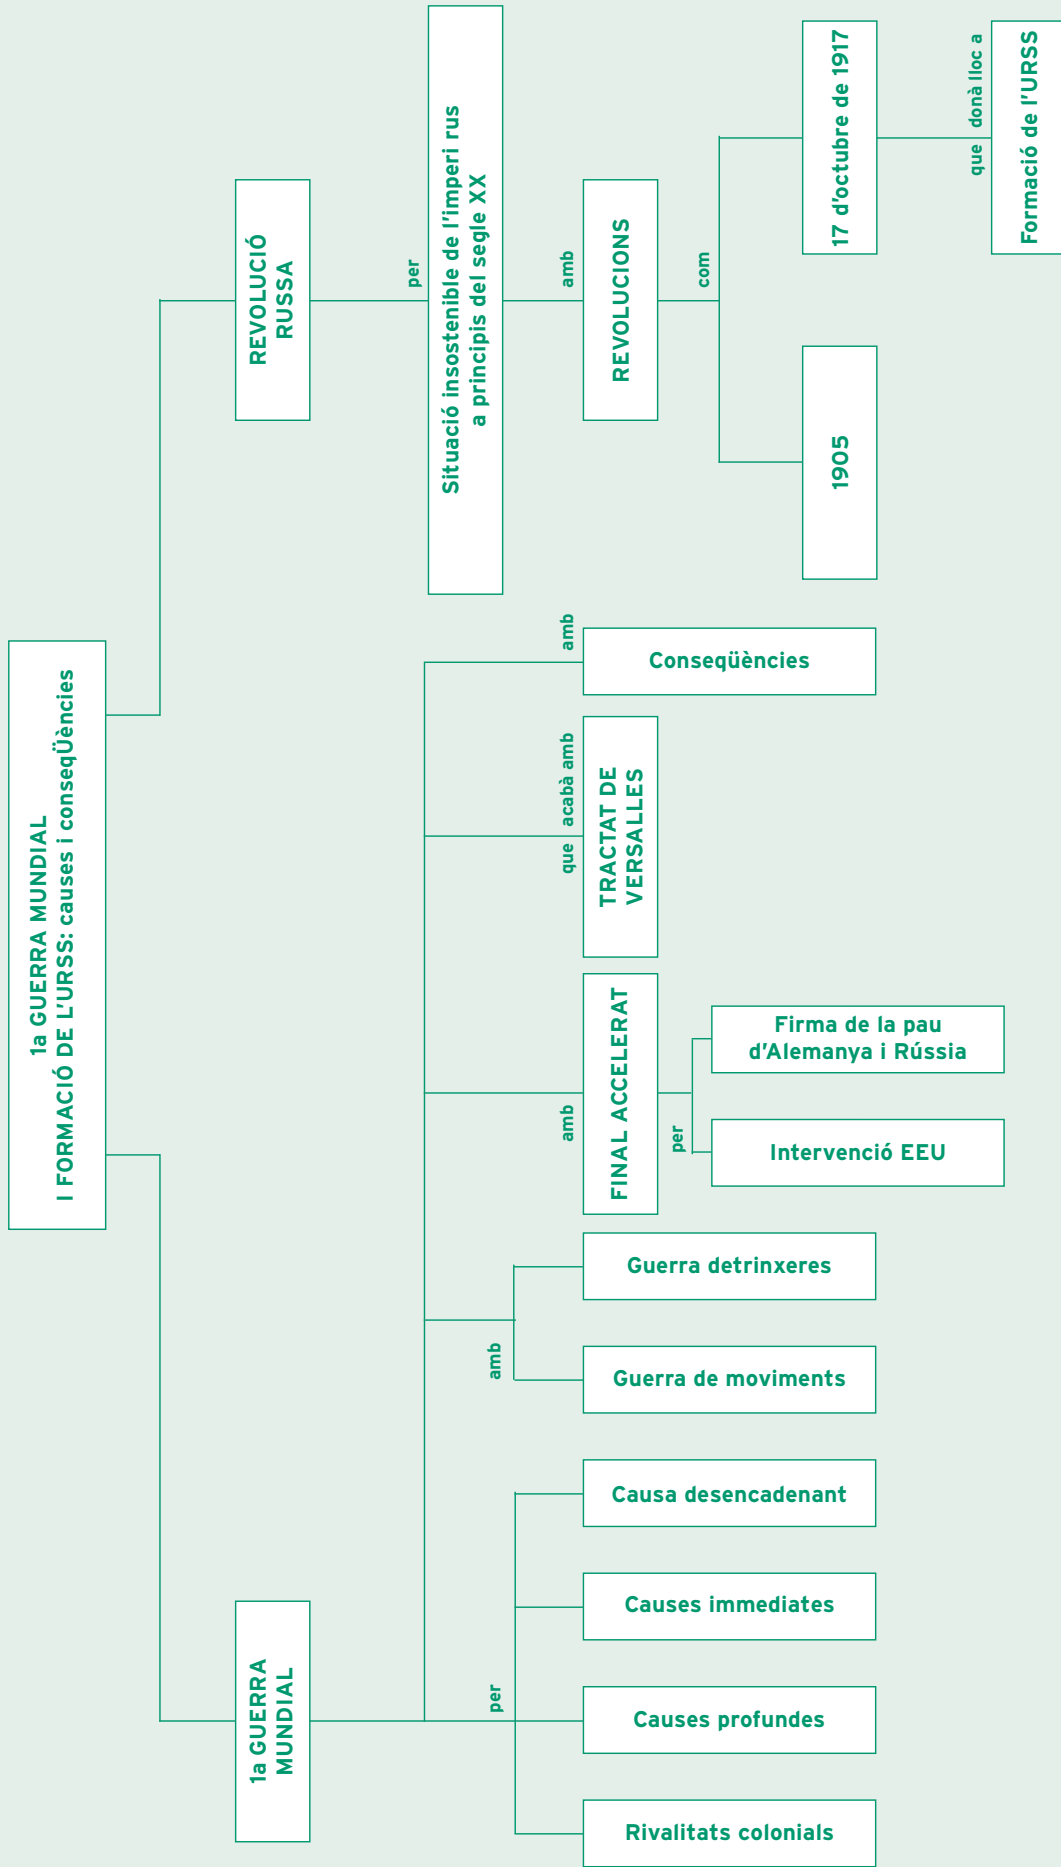 1a GUERRA MUNDIAL
I FORMACIÓ DE L'URSS: causes i conseqÜències
1a GUERRA
MUNDIAL
per
Rivalitats colonials
Causes profundes
Causes immediates
Causa desencadenant
amb
Guerra de moviments
Guerra detrinxeres
amb
FINAL ACCELERAT
per
Intervenció EEU
Firma de la pau
d'Alemanya i Rússia
que acabà amb
TRACTAT DE
VERSALLES
amb
Conseqüències
REVOLUCIÓ
RUSSA
per
Situació insostenible de l'imperi rus
a principis del segle XX
amb
REVOLUCIONS
com
1905
17 d'octubre de 1917
que donà lloc a
Formació de l'URSS